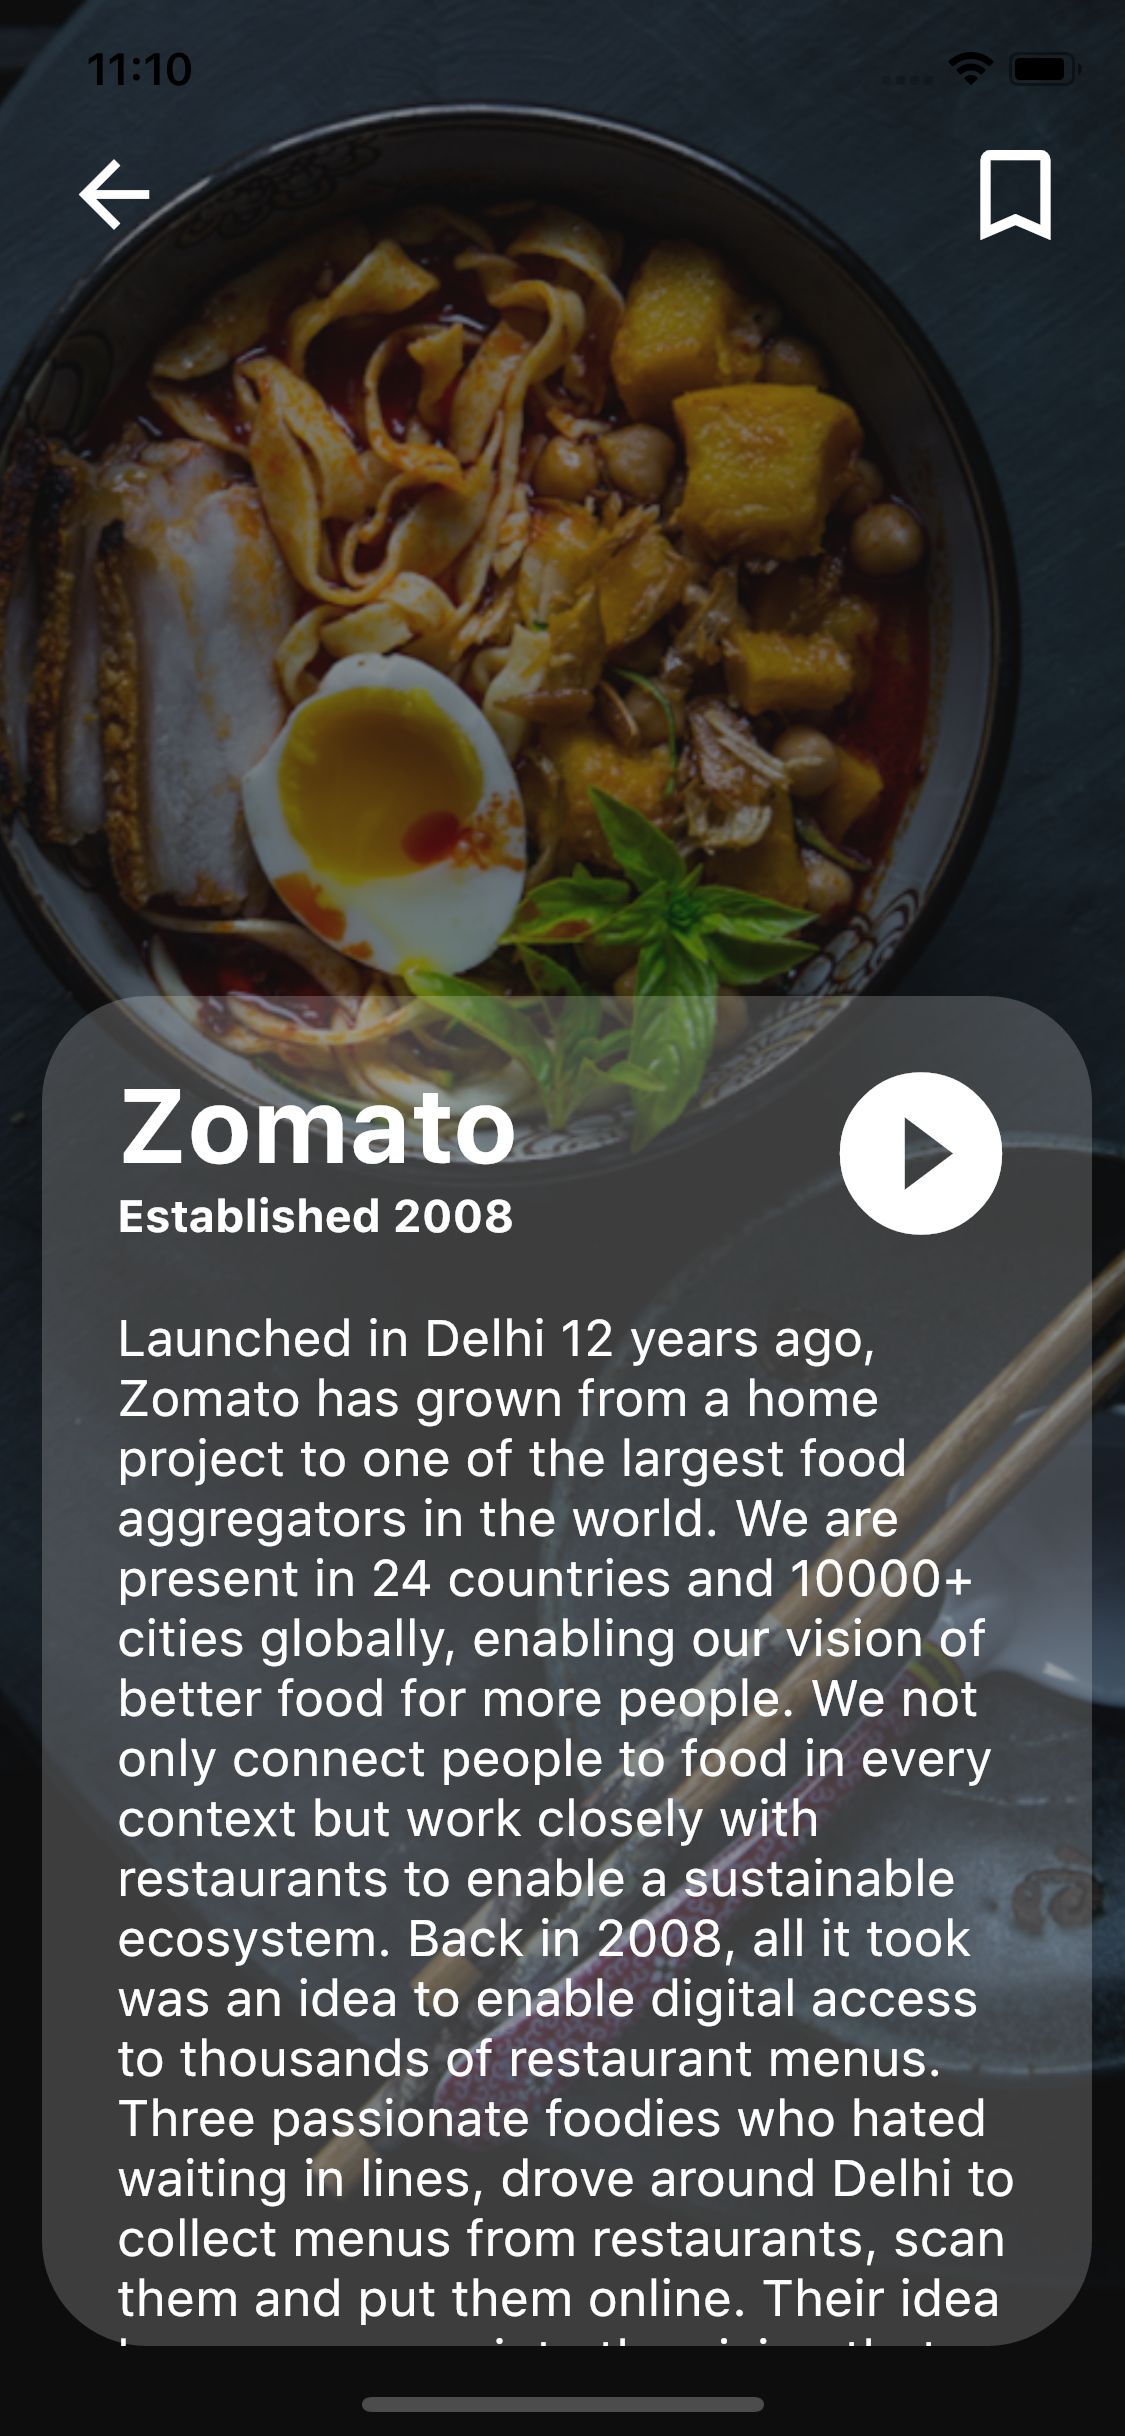 11:10
Zomato
Established 2008
Launched in Delhi 12 years ago,
Zomato has grown from a home
project to one of the largest food
aggregators in the world. We are
present in 24 countries and 10000+
cities globally, enabling our vision of
better food for more people. We not
only connect people to food in every
context but work closely with
restaurants to enable a sustainable
ecosystem. Back in 2008, all it took
was an idea to enable digital access
to thousands of restaurant menus.
Three passionate foodies who hated
waiting in lines, drove around Delhi to
collect menus from restaurants, scan
them and put them online. Their idea